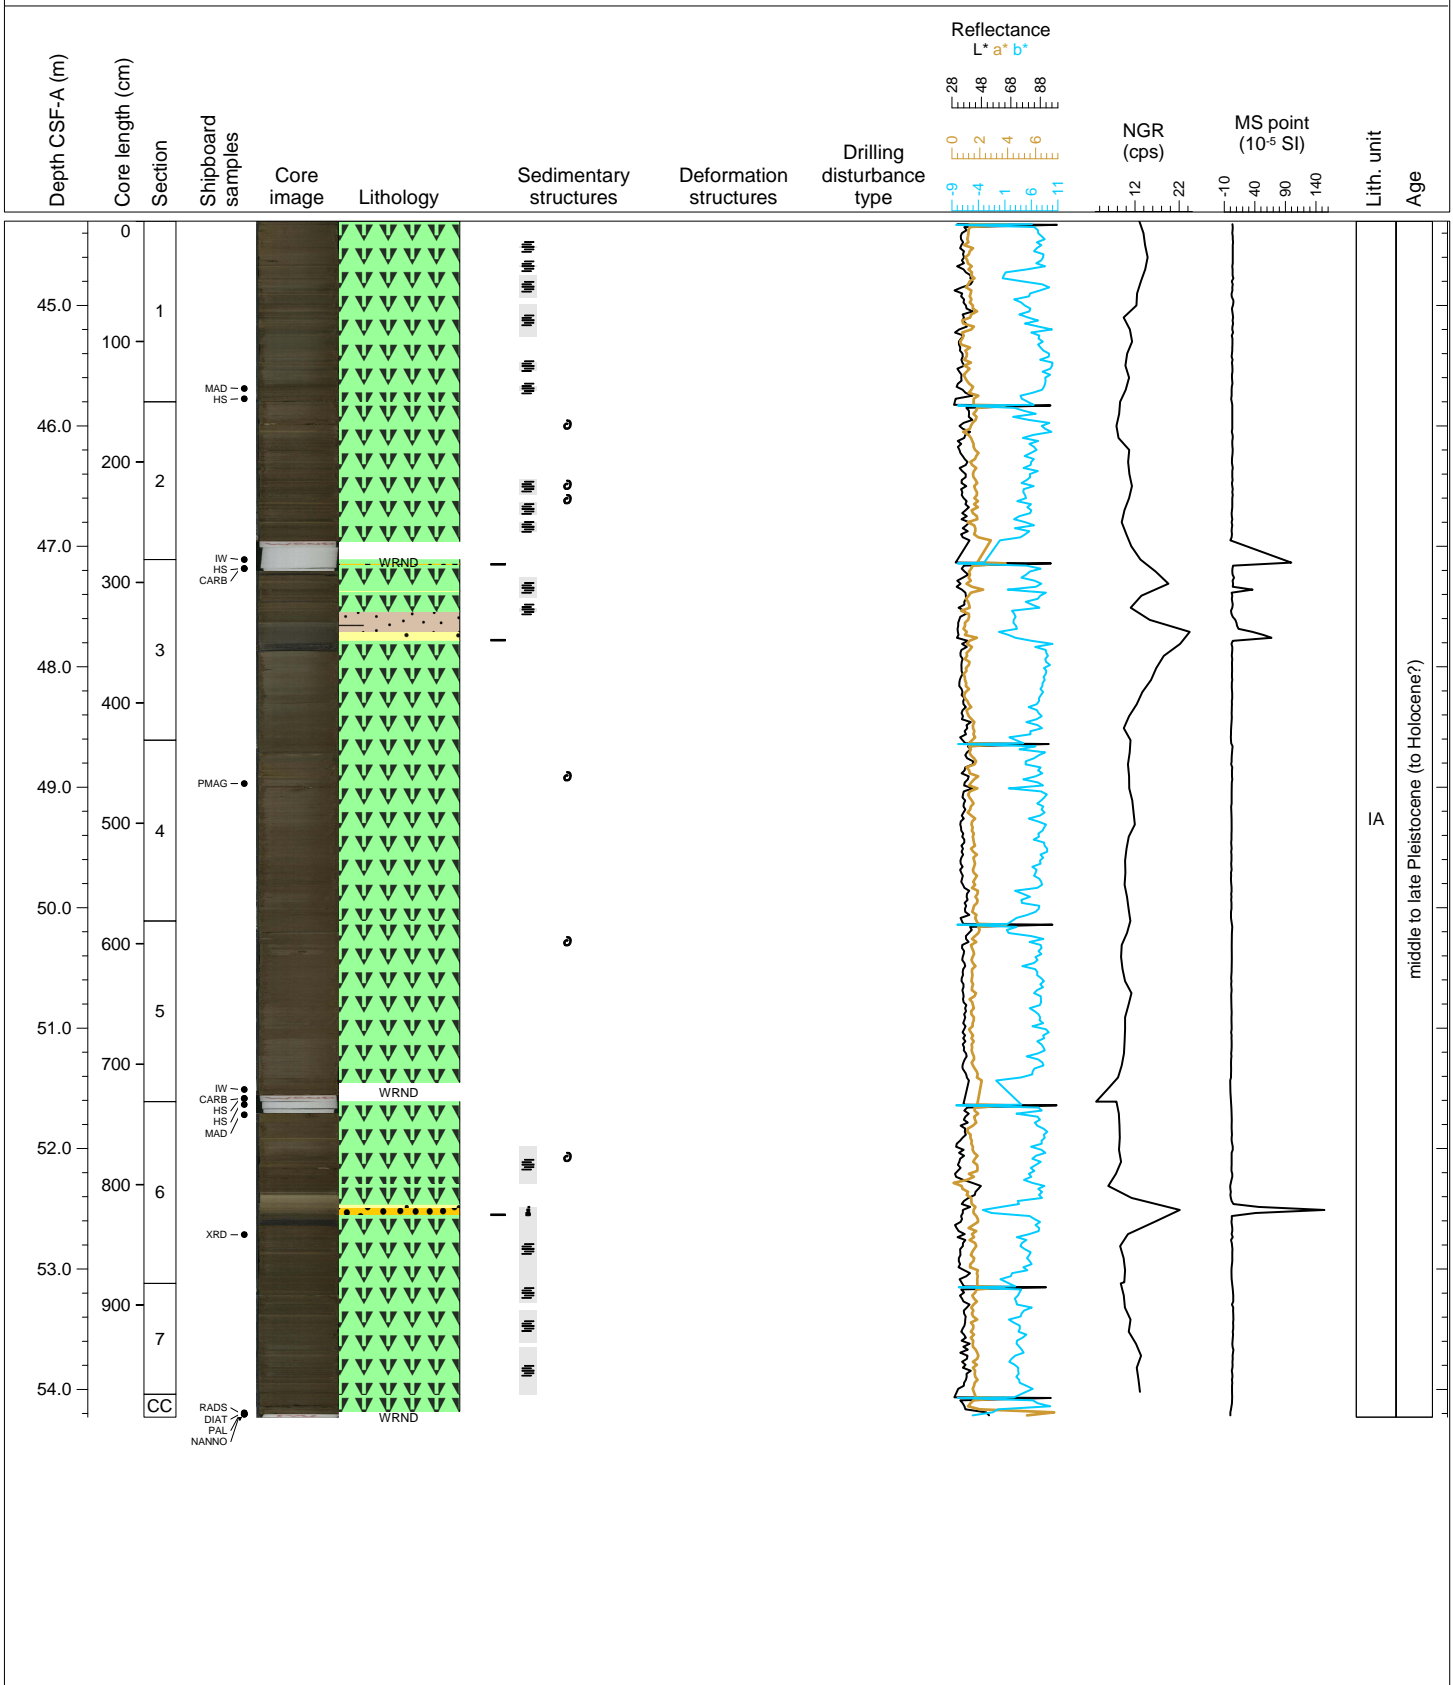 Depth CSF-A (m)
Core length (cm)
Section
Shipboard
samples
Core
image
Lithology
Sedimentary
structures
Deformation
structures
Drilling
disturbance
type
Reflectance
L* a* b*
28 48 68 88
0 2 4 6
-9 -4 1 6 11
NGR
(cps)
12 22
MS point
(10-5 SI)
-10 40 90 140
Lith. unit
Age
0
45.0
1
100
MAD
HS
46.0
200
2
47.0
IW
HS
CARB
WRND
300
3
48.0
400
PMAG
49.0
500
4
IA
middle to late Pleistocene (to Holocene?)
50.0
600
5
51.0
700
IW
CARB
HS
HS
MAD
WRND
52.0
800
6
XRD
53.0
900
7
54.0
CC
RADS
DIAT
PAL
NANNO
WRND